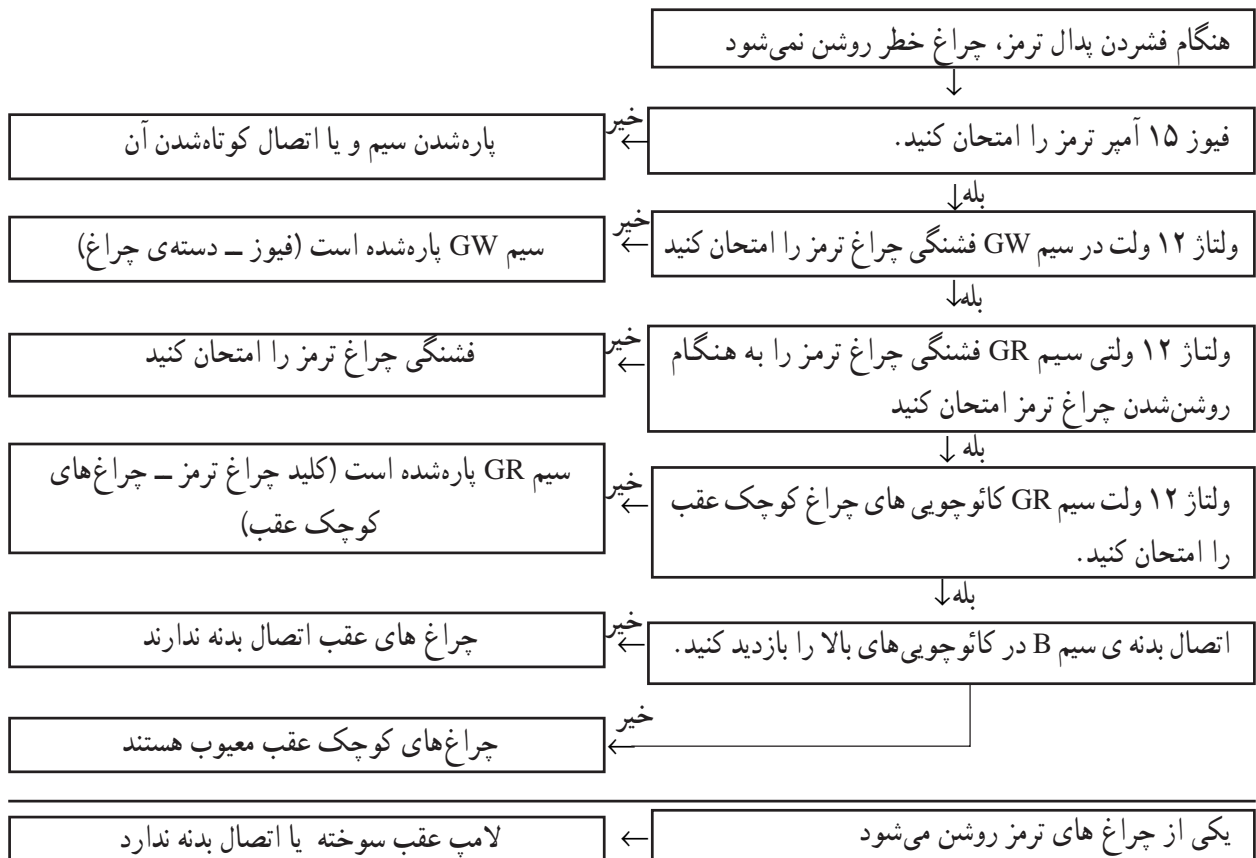 هنگام فشردن پدال ترمز، چراغ خطر روشن نمی‌شود
فیوز ۱۵ آمپر ترمز را امتحان کنید.
خیر
پاره‌شدن سیم و یا اتصال کوتاه‌شدن آن
بله
ولتاژ ۱۲ ولت در سیم GW فشنگی چراغ ترمز را امتحان کنید
خیر
سیم GW پاره‌شده است (فیوز ــ دسته‌ی چراغ)
بله
ولتاژ ۱۲ ولتی سیم GR فشنگی چراغ ترمز را به هنگام
روشن‌شدن چراغ ترمز امتحان کنید
خیر
فشنگی چراغ ترمز را امتحان کنید
بله
ولتاژ ۱۲ ولت سیم GR کائوچویی های چراغ کوچک عقب
را امتحان کنید.
خیر
سیم GR پاره‌شده است (کلید چراغ ترمز ــ چراغ‌های
کوچک عقب)
بله
اتصال بدنه ی سیم B در کائوچویی‌های بالا را بازدید کنید.
خیر
چراغ های عقب اتصال بدنه ندارند
خیر
چراغ‌های کوچک عقب معیوب هستند
یکی از چراغ های ترمز روشن می‌شود
لامپ عقب سوخته یا اتصال بدنه ندارد